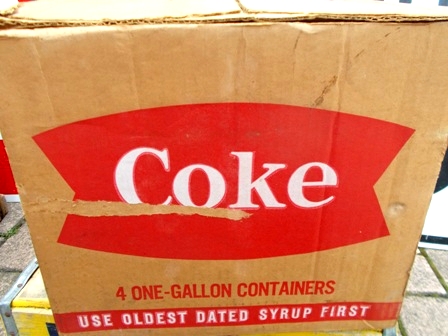 Coke
4 ONE-GALLON CONTAINERS
USE OLDEST DATED SYRUP FIRST